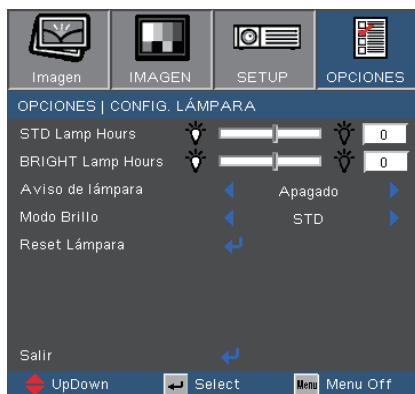 Imagen IMAGEN SETUP OPCIONES
OPCIONES | CONFIG. LÁMPARA
STD Lamp Hours 0
BRIGHT Lamp Hours 0
Aviso de lámpara Apagado
Modo Brillo STD
Reset Lámpara
Salir
UpDown Select Menu Menu Off